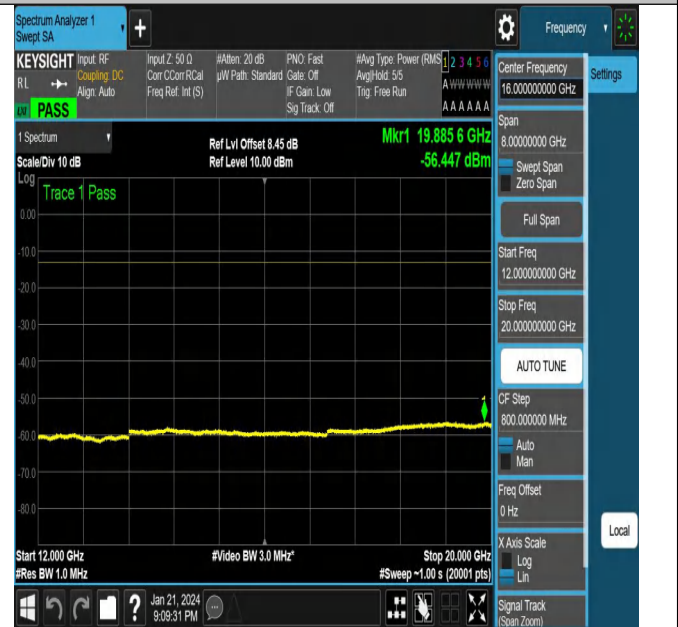 Spectrum Analyzer 1
Swept SA
Frequency
KEYSIGHT
RL
LXI PASS
Input: RF
Coupling: DC
Align: Auto
Input Z: 50 Ω
Corr CCorr RCal
Freq Ref: Int (S)
#Atten: 20 dB
µW Path: Standard
PNO: Fast
Gate: Off
IF Gain: Low
Sig Track: Off
#Avg Type: Power (RMS
Avg|Hold: 5/5
Trig: Free Run
1 2 3 4 5 6
A W W W W W
A A A A A A
Center Frequency
16.000000000 GHz
Settings
Span
8.00000000 GHz
Swept Span
Zero Span
Full Span
Start Freq
12.000000000 GHz
Stop Freq
20.000000000 GHz
AUTO TUNE
CF Step
800.000000 MHz
Auto
Man
Freq Offset
0 Hz
X Axis Scale
Log
Lin
Signal Track
(Span Zoom)
Local
1 Spectrum
Scale/Div 10 dB
Ref Lvl Offset 8.45 dB
Ref Level 10.00 dBm
Mkr1 19.885 6 GHz
-56.447 dBm
Log
Trace 1 Pass
0.00
-10.0
-20.0
-30.0
-40.0
-50.0
-60.0
-70.0
-80.0
1
Start 12.000 GHz
#Res BW 1.0 MHz
#Video BW 3.0 MHz*
Stop 20.000 GHz
#Sweep ~1.00 s (20001 pts)
?
Jan 21, 2024
9:09:31 PM